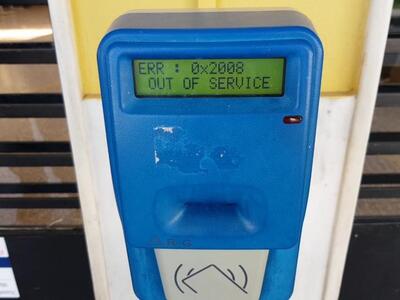 ERR : 0x2008
OUT OF SERVICE